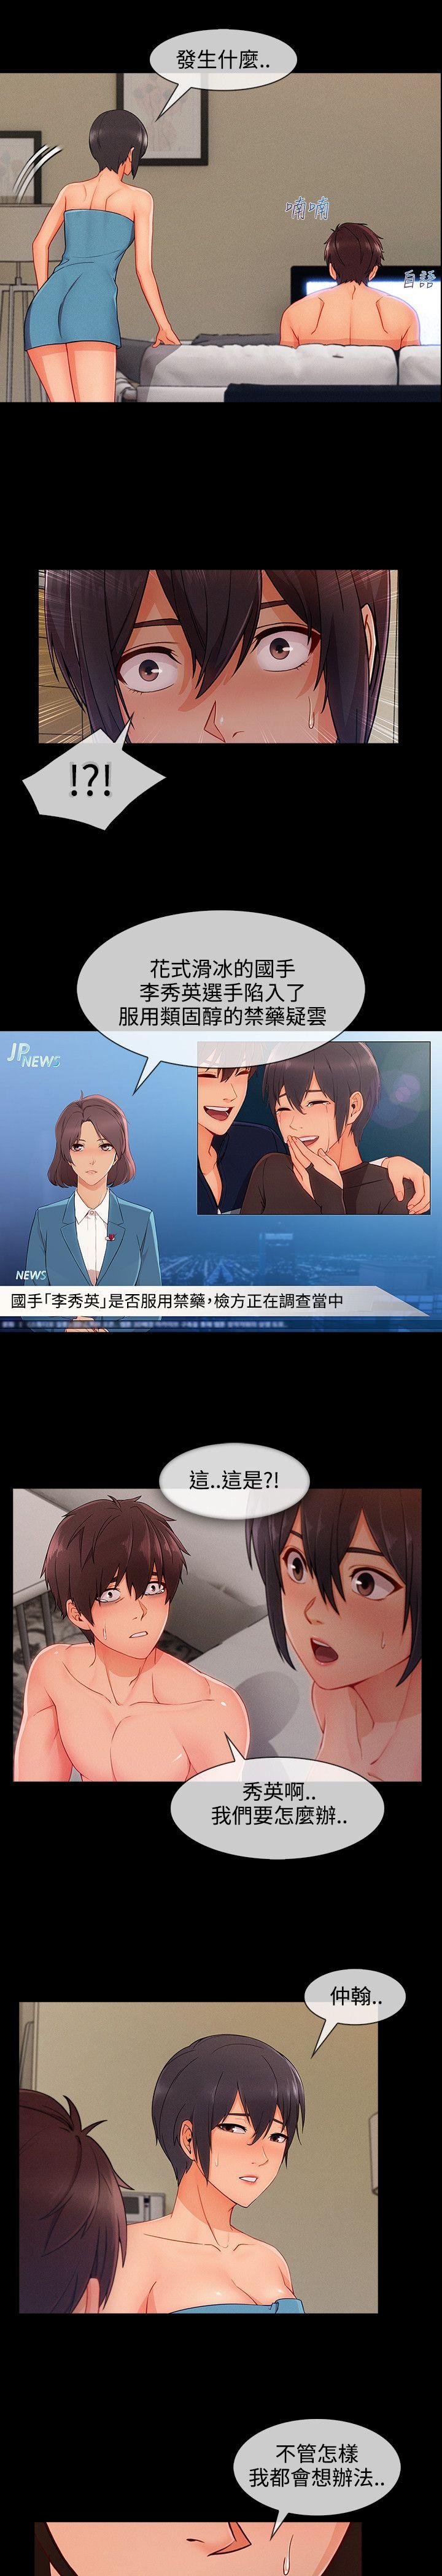 發生什麼..
喃喃
自語
!?!
花式滑冰的國手
李秀英選手陷入了
服用類固醇的禁藥疑雲
JP NEWS
NEWS
國手「李秀英」是否服用禁藥,檢方正在調查當中
這..這是?!
秀英啊..
我們要怎麼辦..
仲翰..
不管怎樣
我都會想辦法..